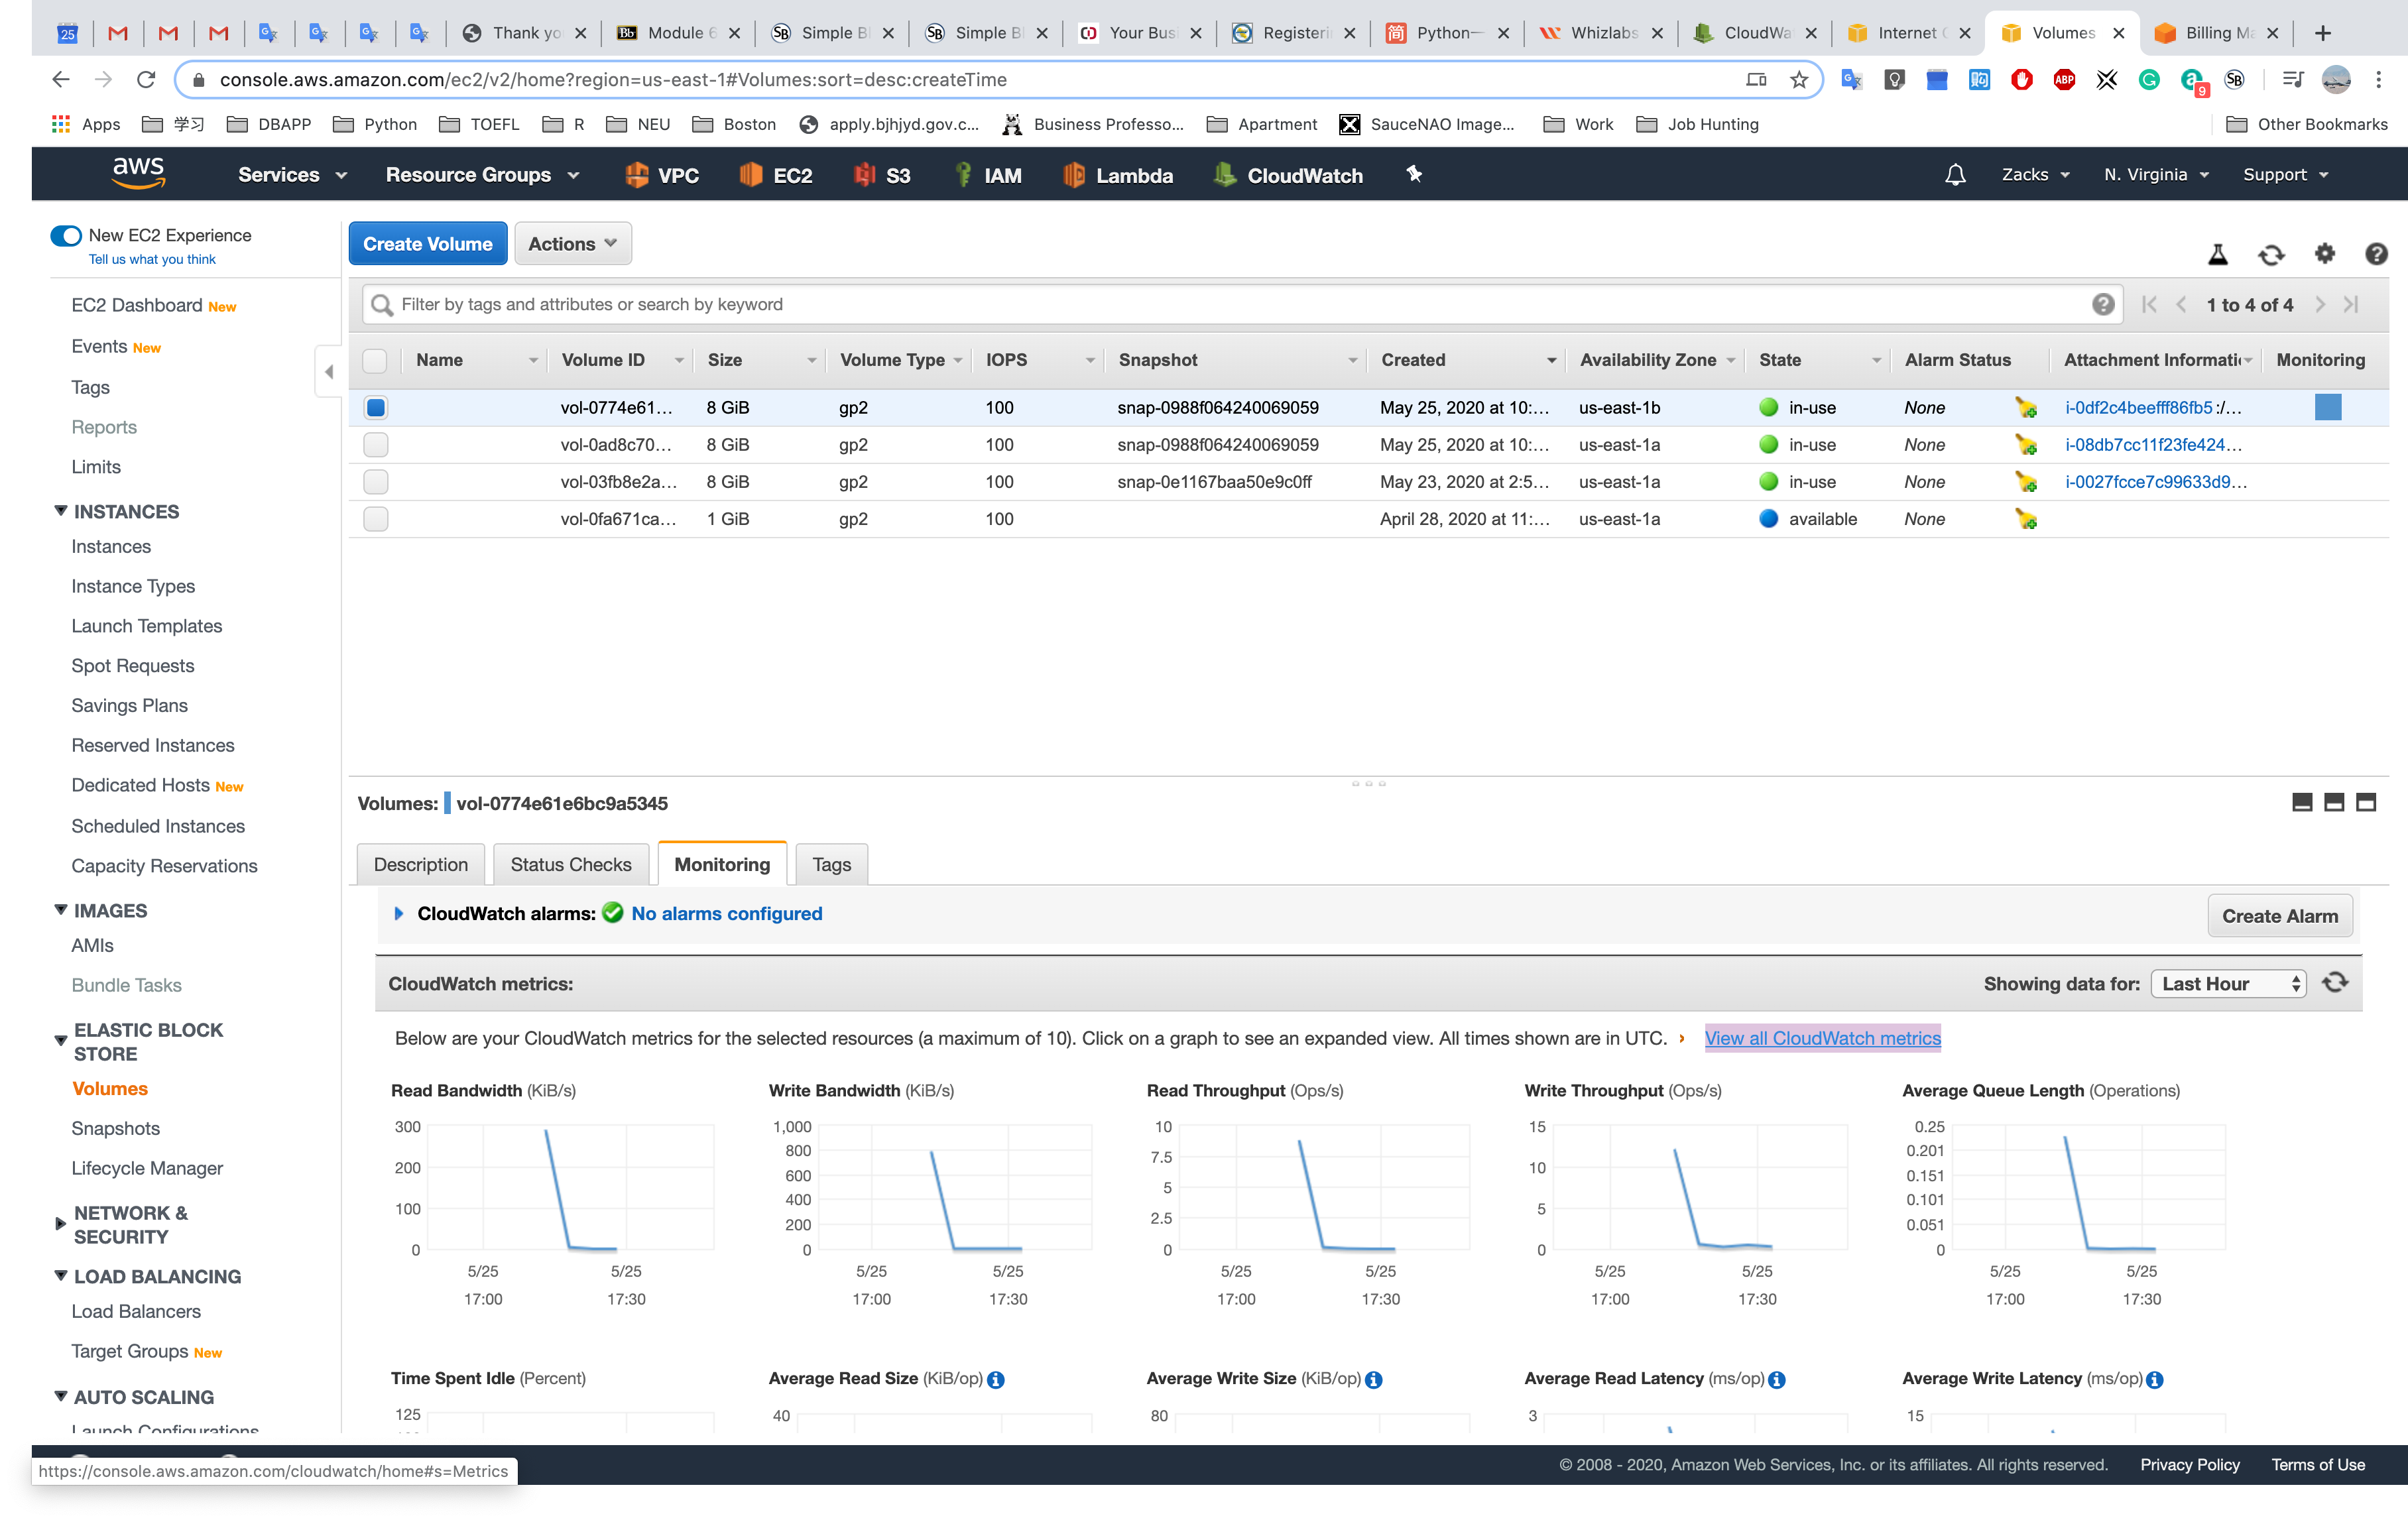 25 Thank yo Module 6 Simple Bl Simple Bl Your Busi Registeri Python— Whizlabs CloudWa Internet G Volumes Billing Ma
console.aws.amazon.com/ec2/v2/home?region=us-east-1#Volumes:sort=desc:createTime
Apps 学习 DBAPP Python TOEFL R NEU Boston apply.bjhjyd.gov.c... Business Professo... Apartment SauceNAO Image... Work Job Hunting Other Bookmarks
aws Services Resource Groups VPC EC2 S3 IAM Lambda CloudWatch Zacks N. Virginia Support
New EC2 Experience
Tell us what you think
EC2 Dashboard New
Events New
Tags
Reports
Limits
INSTANCES
Instances
Instance Types
Launch Templates
Spot Requests
Savings Plans
Reserved Instances
Dedicated Hosts New
Scheduled Instances
Capacity Reservations
IMAGES
AMIs
Bundle Tasks
ELASTIC BLOCK
STORE
Volumes
Snapshots
Lifecycle Manager
NETWORK &
SECURITY
LOAD BALANCING
Load Balancers
Target Groups New
AUTO SCALING
Launch Configurations
Create Volume Actions
Filter by tags and attributes or search by keyword 1 to 4 of 4
Name Volume ID Size Volume Type IOPS Snapshot Created Availability Zone State Alarm Status Attachment Informati Monitoring
vol-0774e61... 8 GiB gp2 100 snap-0988f064240069059 May 25, 2020 at 10:... us-east-1b in-use None i-0df2c4beefff86fb5:/...
vol-0ad8c70... 8 GiB gp2 100 snap-0988f064240069059 May 25, 2020 at 10:... us-east-1a in-use None i-08db7cc11f23fe424...
vol-03fb8e2a... 8 GiB gp2 100 snap-0e1167baa50e9c0ff May 23, 2020 at 2:5... us-east-1a in-use None i-0027fcce7c99633d9...
vol-0fa671ca... 1 GiB gp2 100 April 28, 2020 at 11:... us-east-1a available None
Volumes: vol-0774e61e6bc9a5345
Description Status Checks Monitoring Tags
CloudWatch alarms: No alarms configured Create Alarm
CloudWatch metrics: Showing data for: Last Hour
Below are your CloudWatch metrics for the selected resources (a maximum of 10). Click on a graph to see an expanded view. All times shown are in UTC. View all CloudWatch metrics
Read Bandwidth (KiB/s)
300
200
100
0
5/25 5/25
17:00 17:30
Write Bandwidth (KiB/s)
1,000
800
600
400
200
0
5/25 5/25
17:00 17:30
Read Throughput (Ops/s)
10
7.5
5
2.5
0
5/25 5/25
17:00 17:30
Write Throughput (Ops/s)
15
10
5
0
5/25 5/25
17:00 17:30
Average Queue Length (Operations)
0.25
0.201
0.151
0.101
0.051
0
5/25 5/25
17:00 17:30
Time Spent Idle (Percent)
125
Average Read Size (KiB/op)
40
Average Write Size (KiB/op)
80
Average Read Latency (ms/op)
3
Average Write Latency (ms/op)
15
https://console.aws.amazon.com/cloudwatch/home#s=Metrics
© 2008 - 2020, Amazon Web Services, Inc. or its affiliates. All rights reserved. Privacy Policy Terms of Use